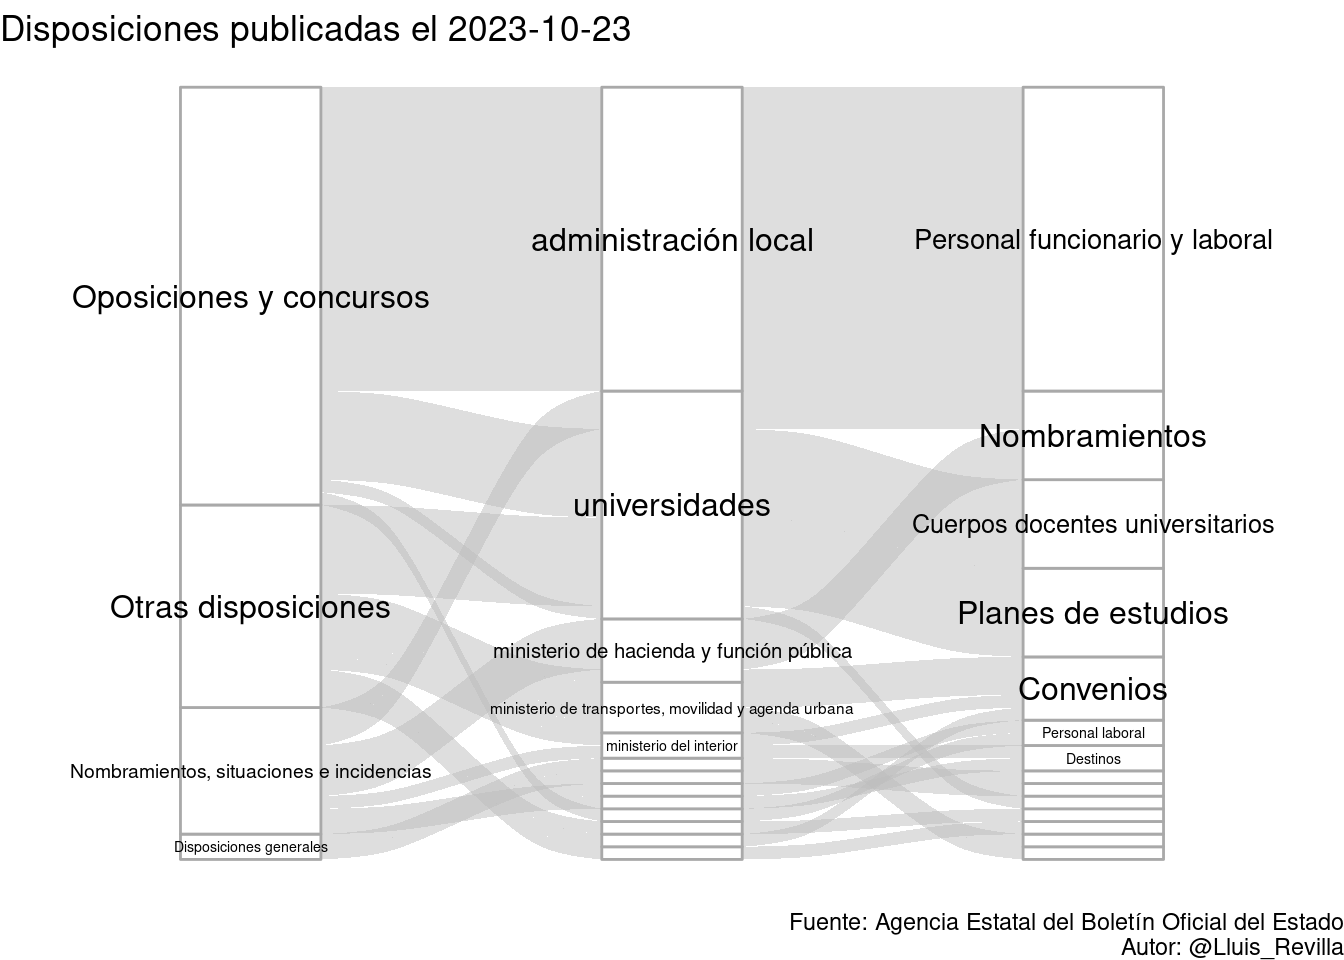 Disposiciones publicadas el 2023-10-23
Oposiciones y concursos
Otras disposiciones
Nombramientos, situaciones e incidencias
Disposiciones generales
administración local
universidades
ministerio de hacienda y función pública
ministerio de transportes, movilidad y agenda urbana
ministerio del interior
Personal funcionario y laboral
Nombramientos
Cuerpos docentes universitarios
Planes de estudios
Convenios
Personal laboral
Destinos
Fuente: Agencia Estatal del Boletín Oficial del Estado
Autor: @Lluis_Revilla